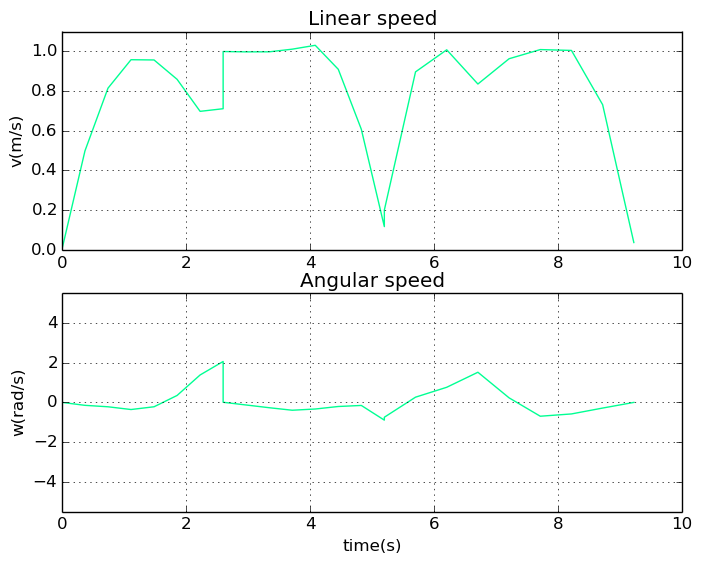 Linear speed
1.0
0.8
0.6
0.4
0.2
0.0
v(m/s)
0 2 4 6 8 10
Angular speed
4
2
0
−2
−4
w(rad/s)
0 2 4 6 8 10
time(s)